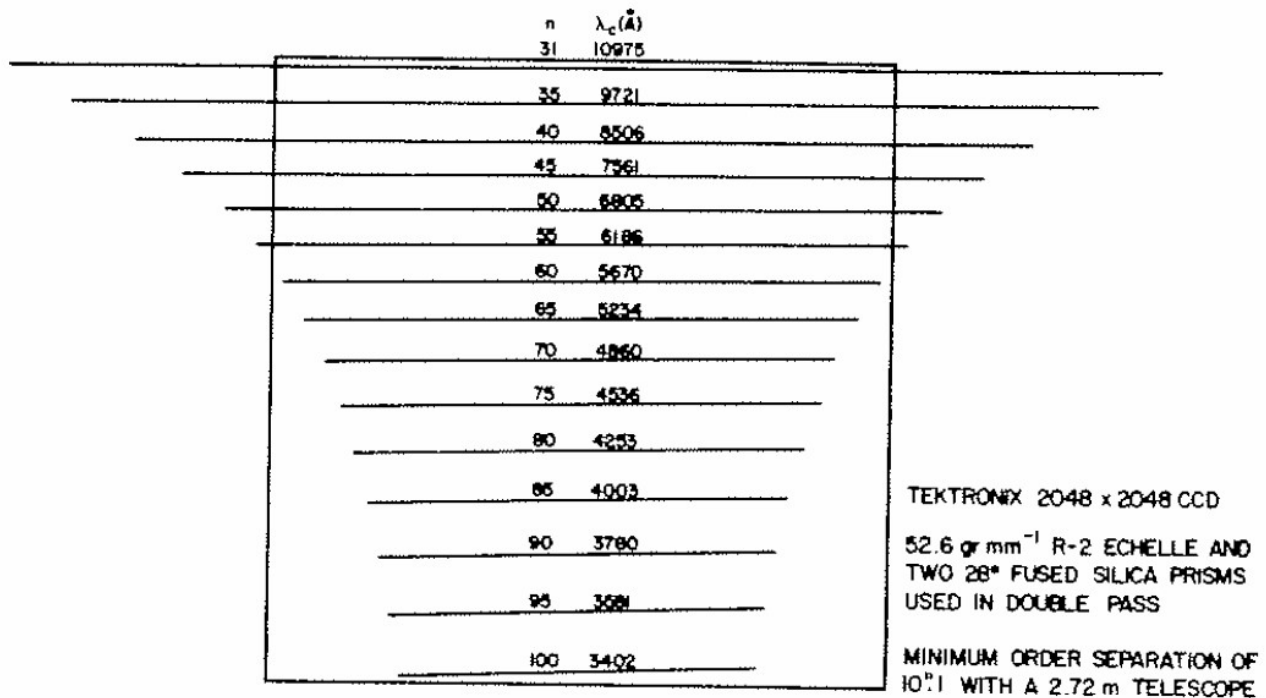 n λc(Å)
31 10975
35 9721
40 8506
45 7561
50 6805
55 6186
60 5670
65 5234
70 4860
75 4536
80 4253
85 4003
90 3780
95 3581
100 3402
TEKTRONIX 2048 x 2048 CCD
52.6 gr mm⁻¹ R-2 ECHELLE AND
TWO 28° FUSED SILICA PRISMS
USED IN DOUBLE PASS
MINIMUM ORDER SEPARATION OF
10".1 WITH A 2.72 m TELESCOPE